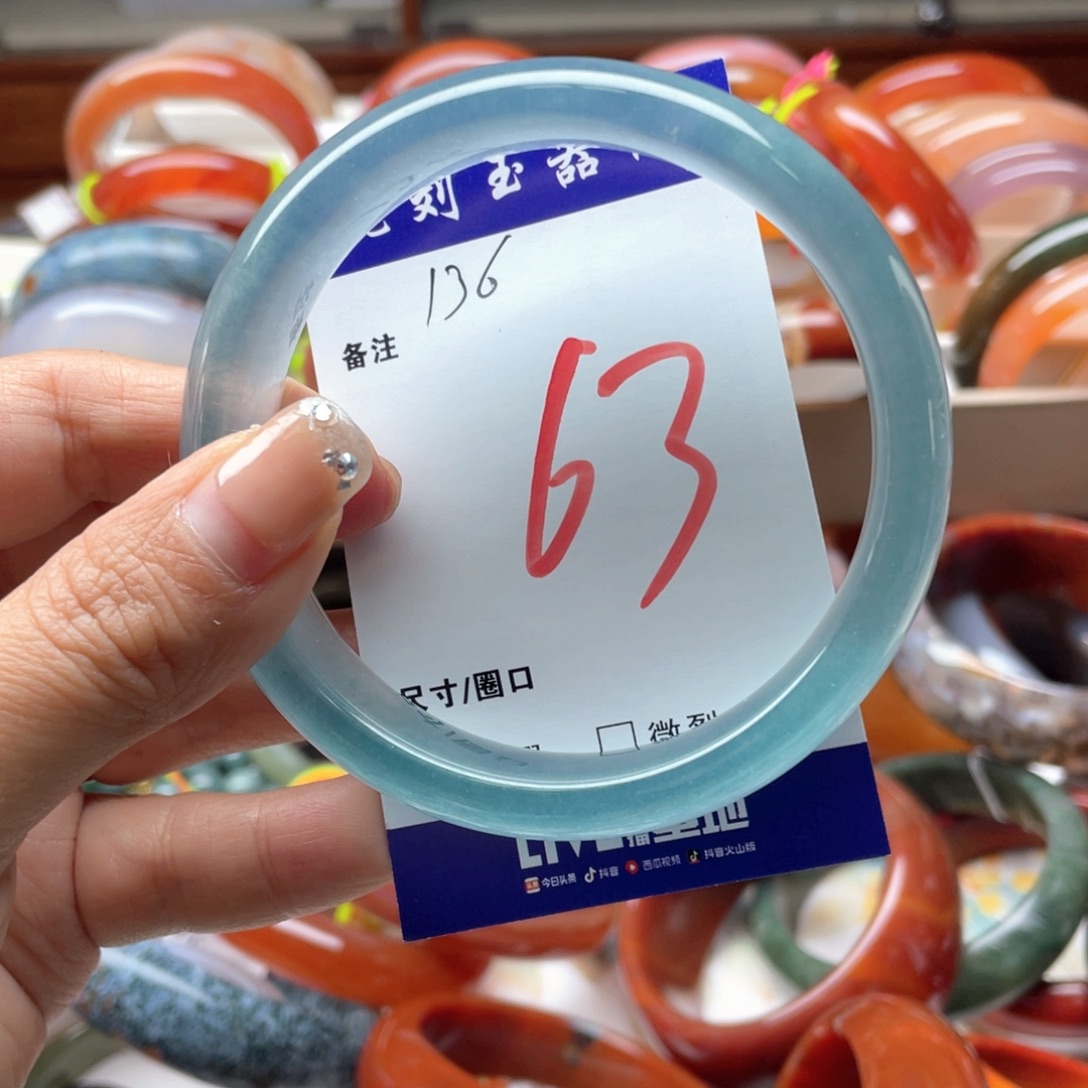 刻玉器
136
备注
63
尺寸/圈口
微列
今日头条 抖音 西瓜视频 抖音火山版